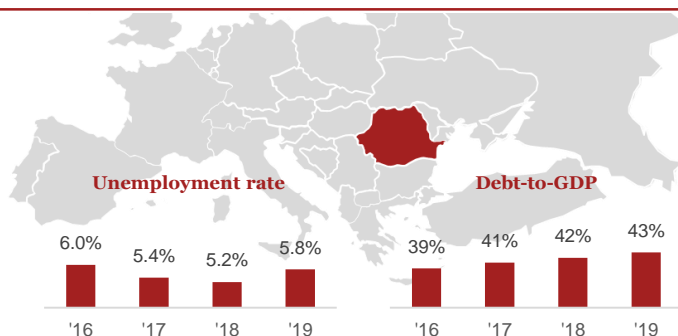 Unemployment rate
6.0% 5.4% 5.2% 5.8%
'16 '17 '18 '19
Debt-to-GDP
39% 41% 42% 43%
'16 '17 '18 '19